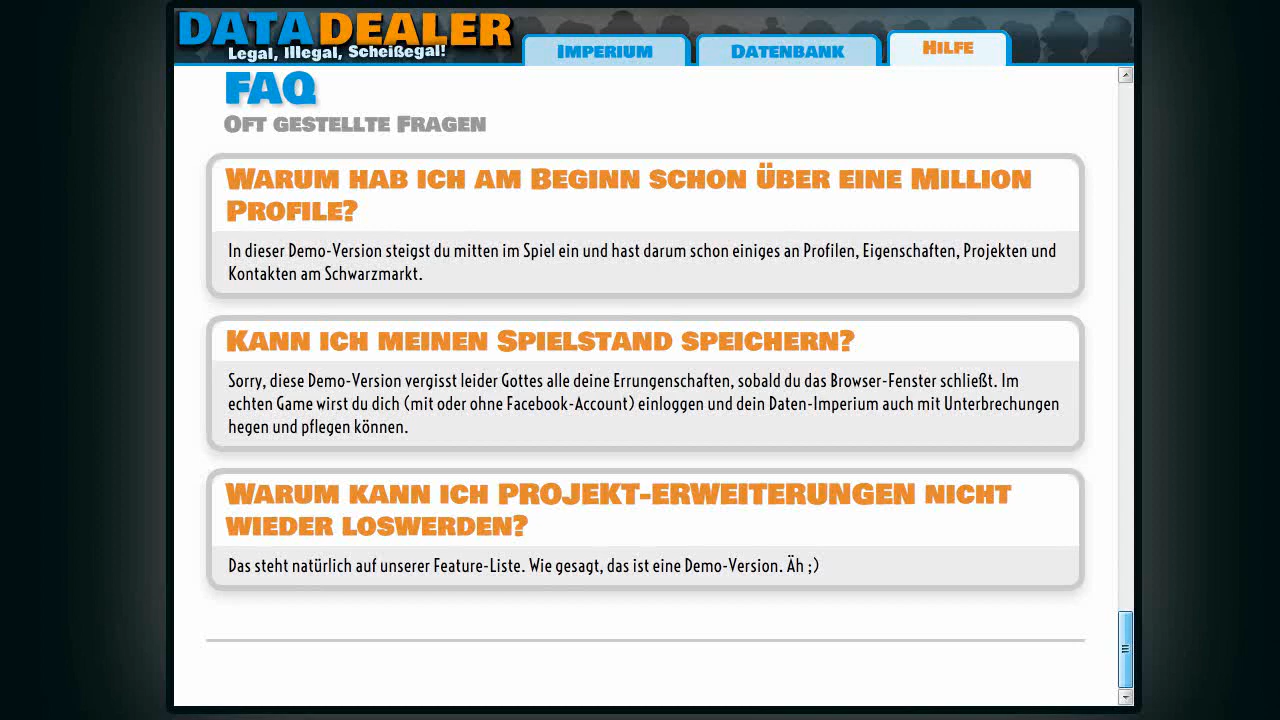 DATADEALER
Legal, Illegal, Scheißegal!
Imperium
Datenbank
Hilfe
FAQ
Oft gestellte Fragen
Warum hab ich am Beginn schon über eine Million
Profile?
In dieser Demo-Version steigst du mitten im Spiel ein und hast darum schon einiges an Profilen, Eigenschaften, Projekten und
Kontakten am Schwarzmarkt.
Kann ich meinen Spielstand speichern?
Sorry, diese Demo-Version vergisst leider Gottes alle deine Errungenschaften, sobald du das Browser-Fenster schließt. Im
echten Game wirst du dich (mit oder ohne Facebook-Account) einloggen und dein Daten-Imperium auch mit Unterbrechungen
hegen und pflegen können.
Warum kann ich PROJEKT-ERWEITERUNGEN nicht
wieder loswerden?
Das steht natürlich auf unserer Feature-Liste. Wie gesagt, das ist eine Demo-Version. Äh ;)